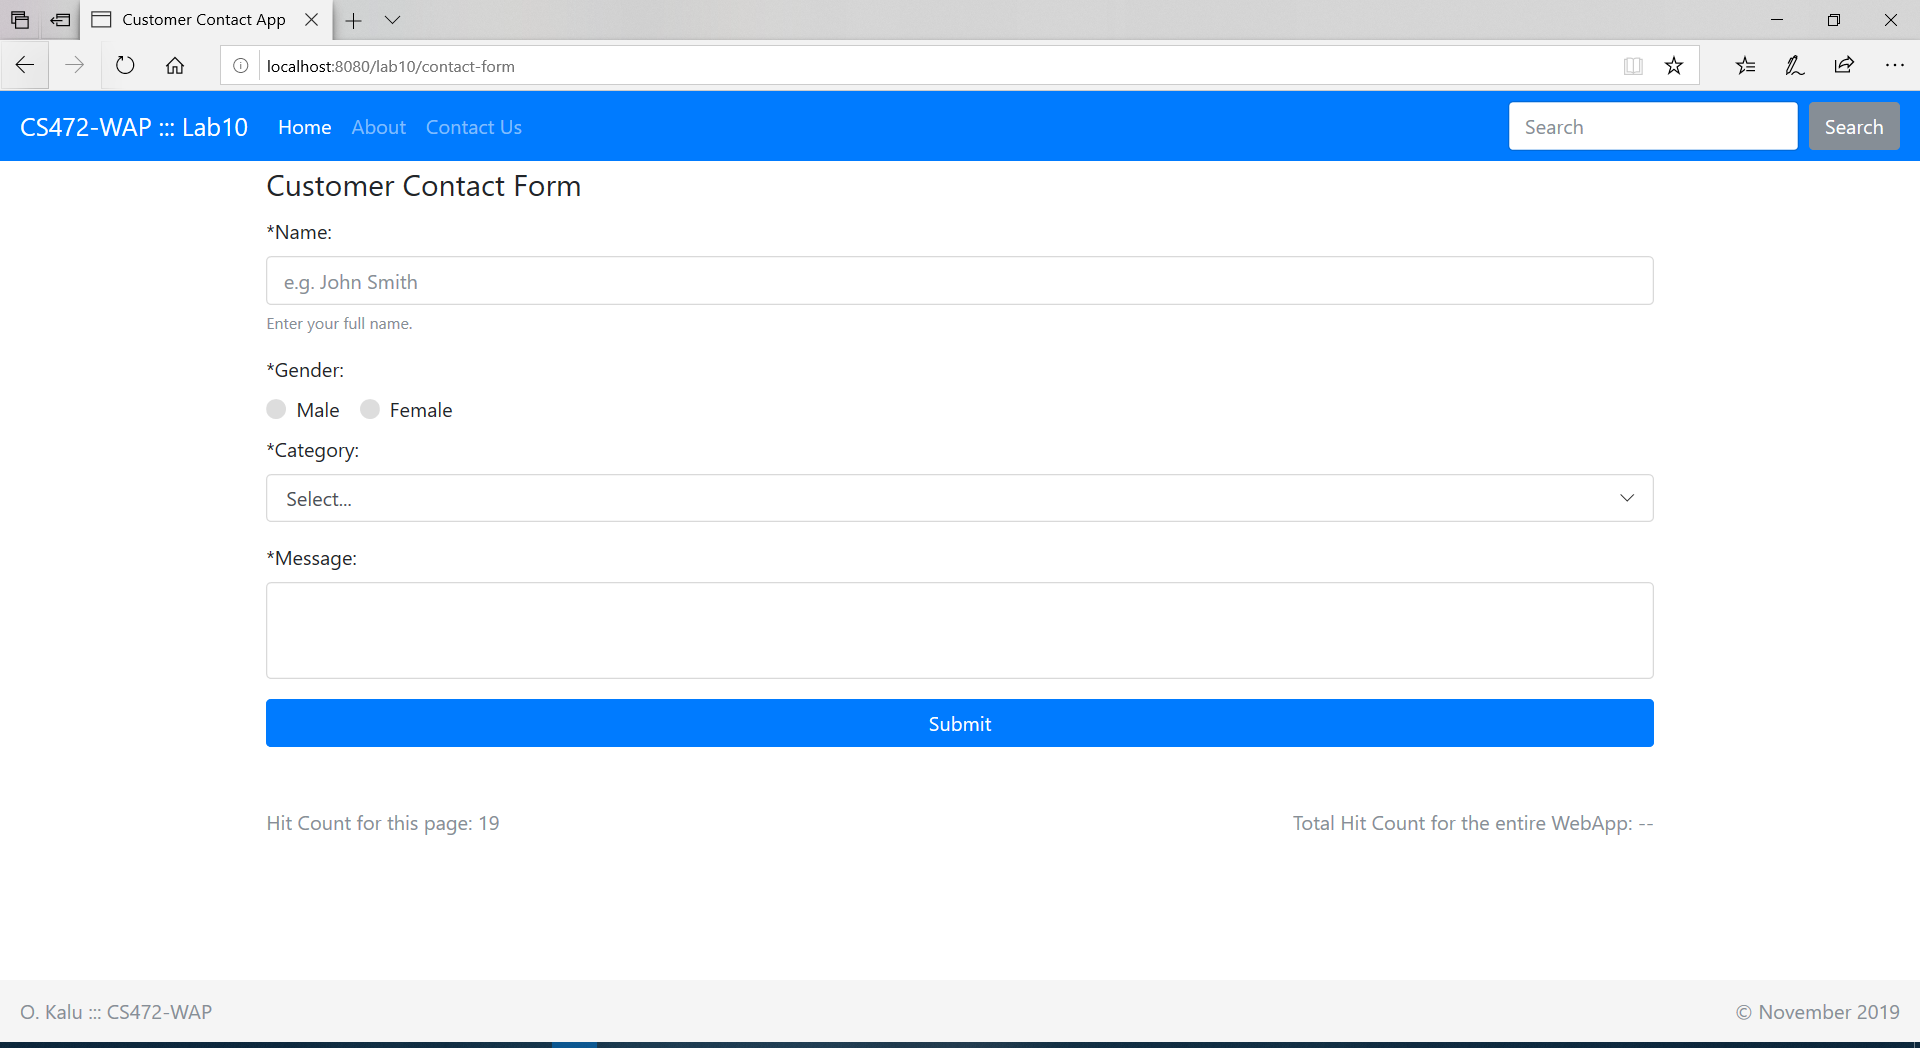 Customer Contact App
localhost:8080/lab10/contact-form
CS472-WAP ::: Lab10 Home About Contact Us Search Search
Customer Contact Form
*Name:
e.g. John Smith
Enter your full name.
*Gender:
Male Female
*Category:
Select...
*Message:
Submit
Hit Count for this page: 19 Total Hit Count for the entire WebApp: --
O. Kalu ::: CS472-WAP © November 2019